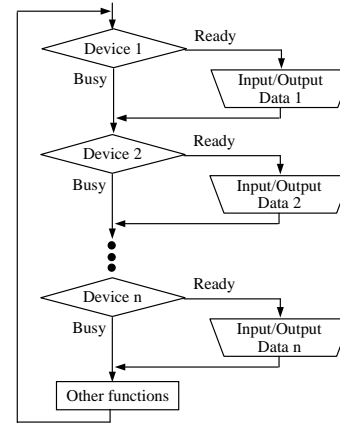 Device 1
Ready
Busy
Input/Output
Data 1
Device 2
Ready
Busy
Input/Output
Data 2
Device n
Ready
Busy
Input/Output
Data n
Other functions